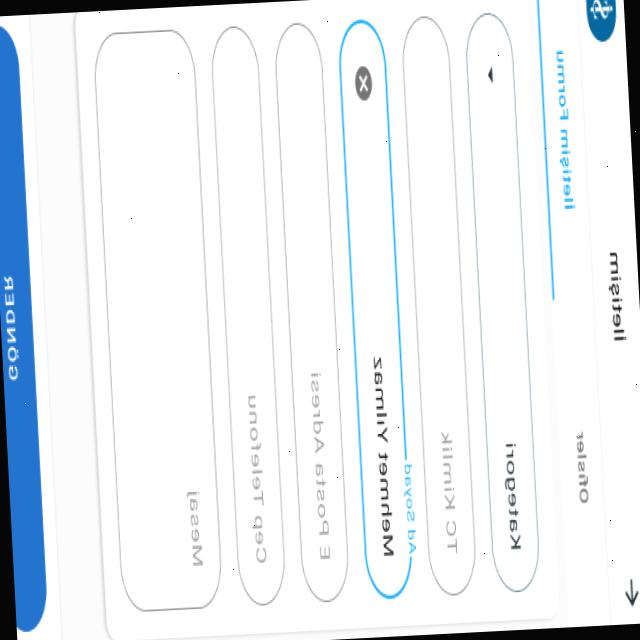 İletişim
Ofisler
İletişim Formu
Kategori
TC Kimlik
Ad Soyad
Mehmet Yılmaz
E Posta Adresi
Cep Telefonu
Mesaj
GÖNDER